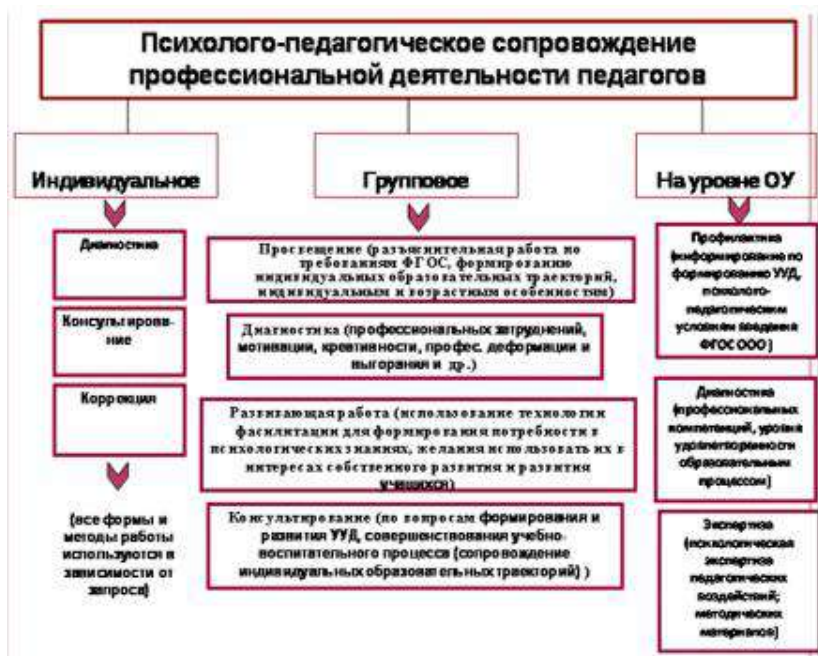 Психолого-педагогическое сопровождение
профессиональной деятельности педагогов
Индивидуальное
Групповое
На уровне ОУ
Диагностика
Консультирова-
ние
Коррекция
(все формы и
методы работы
используются в
зависимости от
запроса)
Просвещение (разъяснительная работа по
требованиям ФГОС, формированию
индивидуальных образовательных траекторий,
индивидуальным и возрастным особенностям)
Диагностика (профессиональных затруднений,
мотивации, креативности, профес. деформации и
выгорания и др.)
Развивающая работа (использование технологии
фасилитации для формирования потребности в
психологических знаниях, желания использовать их в
интересах собственного развития и развития
учащихся)
Консультирование (по вопросам формирования и
развития УУД, совершенствования учебно-
воспитательного процесса (сопровождение
индивидуальных образовательных траекторий) )
Профилактика
(информирование по
формированию УУД,
психолого-
педагогическим
условиям введения
ФГОС ООО)
Диагностика
(профессиональных
компетенций, уровня
удовлетворенности
образовательным
процессом)
Экспертиза
(психологическая
экспертиза
педагогических
воздействий;
методических
материалов)